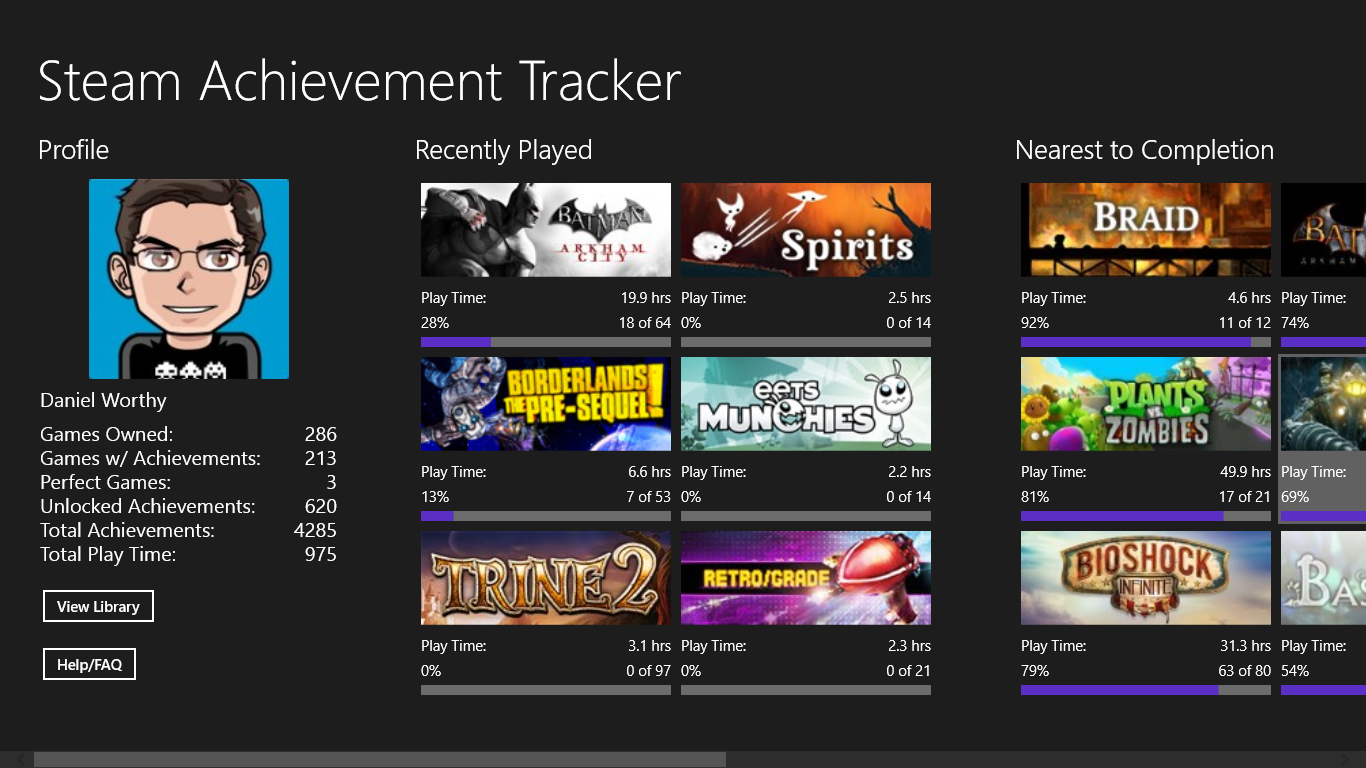 Steam Achievement Tracker
Profile
Daniel Worthy
Games Owned: 286
Games w/ Achievements: 213
Perfect Games: 3
Unlocked Achievements: 620
Total Achievements: 4285
Total Play Time: 975
View Library
Help/FAQ
Recently Played
BATMAN
ARKHAM
CITY
Play Time: 19.9 hrs
28% 18 of 64
Spirits
Play Time: 2.5 hrs
0% 0 of 14
BORDERLANDS
THE PRE-SEQUEL!
Play Time: 6.6 hrs
13% 7 of 53
eets
MUNCHIES
Play Time: 2.2 hrs
0% 0 of 14
TRINE 2
Play Time: 3.1 hrs
0% 0 of 97
RETRO/GRADE
Play Time: 2.3 hrs
0% 0 of 21
Nearest to Completion
BRAID
Play Time: 4.6 hrs
92% 11 of 12
BAT
ARKHAM
Play Time:
74%
PLANTS
VS.
ZOMBIES
Play Time: 49.9 hrs
81% 17 of 21
Play Time:
69%
BIOSHOCK
INFINITE
Play Time: 31.3 hrs
79% 63 of 80
BAS
Play Time:
54%